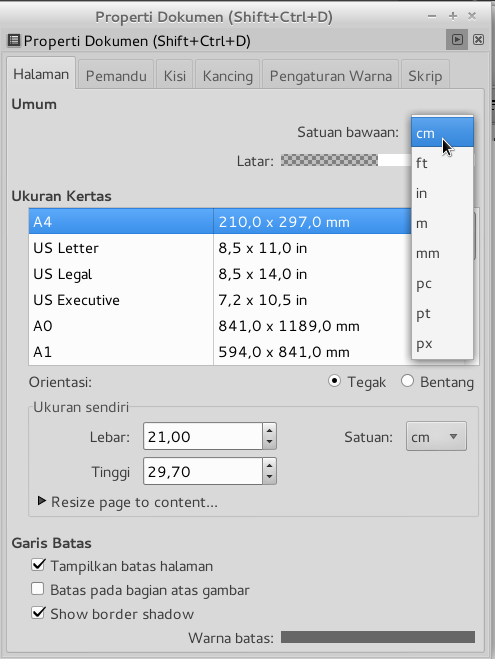 Properti Dokumen (Shift+Ctrl+D)
Properti Dokumen (Shift+Ctrl+D)
Halaman Pemandu Kisi Kancing Pengaturan Warna Skrip
Umum
Satuan bawaan: cm
ft
Latar:
in
Ukuran Kertas
A4 210,0 x 297,0 mm m
US Letter 8,5 x 11,0 in mm
US Legal 8,5 x 14,0 in pc
US Executive 7,2 x 10,5 in pt
A0 841,0 x 1189,0 mm
A1 594,0 x 841,0 mm px
Orientasi: Tegak Bentang
Ukuran sendiri
Lebar: 21,00 Satuan: cm
Tinggi 29,70
Resize page to content...
Garis Batas
Tampilkan batas halaman
Batas pada bagian atas gambar
Show border shadow
Warna batas: